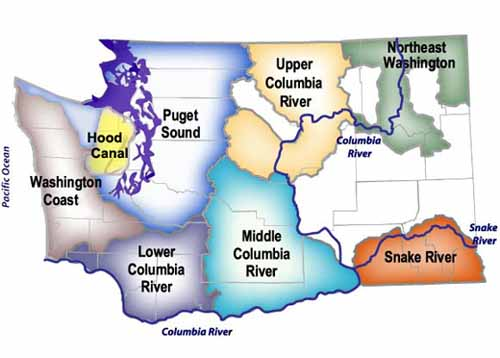 Northeast
Washington
Upper
Columbia
River
Puget
Sound
Hood
Canal
Columbia
River
Pacific Ocean
Washington
Coast
Snake
River
Lower
Columbia
River
Middle
Columbia
River
Snake River
Columbia River